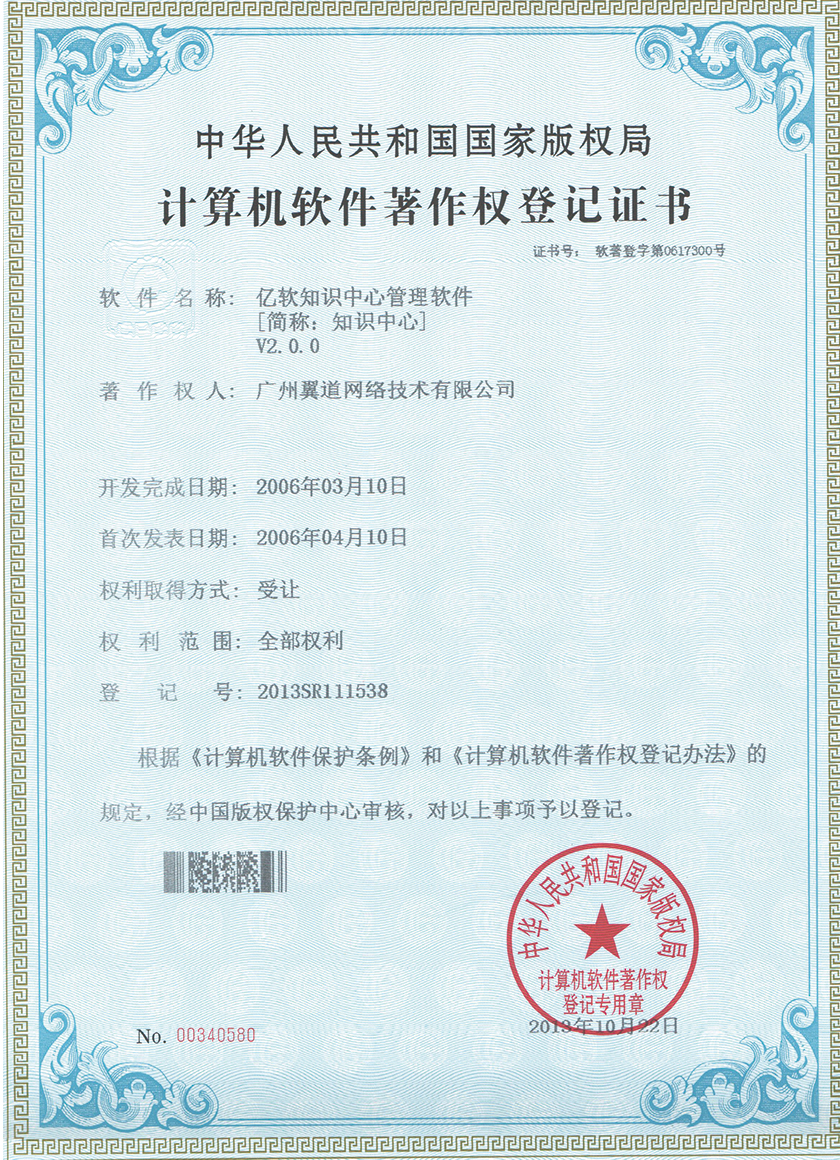 中华人民共和国国家版权局
计算机软件著作权登记证书
证书号： 软著登字第0617300号
软件名称： 亿软知识中心管理软件
[简称：知识中心]
V2.0.0
著作权人： 广州翼道网络技术有限公司
开发完成日期： 2006年03月10日
首次发表日期： 2006年04月10日
权利取得方式： 受让
权利范围： 全部权利
登记号： 2013SR111538
根据《计算机软件保护条例》和《计算机软件著作权登记办法》的
规定，经中国版权保护中心审核，对以上事项予以登记。
中华人民共和国国家版权局
计算机软件著作权
登记专用章
2013年10月22日
No. 00340580